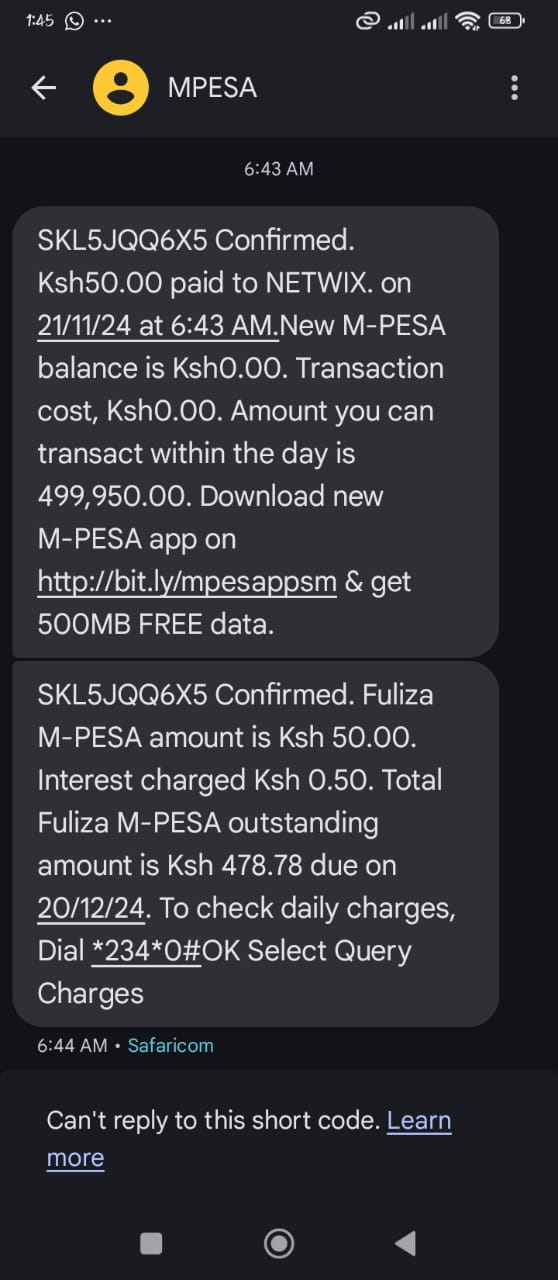 1:45
68
MPESA
6:43 AM
SKL5JQQ6X5 Confirmed.
Ksh50.00 paid to NETWIX. on
21/11/24 at 6:43 AM.New M-PESA
balance is Ksh0.00. Transaction
cost, Ksh0.00. Amount you can
transact within the day is
499,950.00. Download new
M-PESA app on
http://bit.ly/mpesappsm & get
500MB FREE data.
SKL5JQQ6X5 Confirmed. Fuliza
M-PESA amount is Ksh 50.00.
Interest charged Ksh 0.50. Total
Fuliza M-PESA outstanding
amount is Ksh 478.78 due on
20/12/24. To check daily charges,
Dial *234*0#OK Select Query
Charges
6:44 AM • Safaricom
Can't reply to this short code. Learn
more